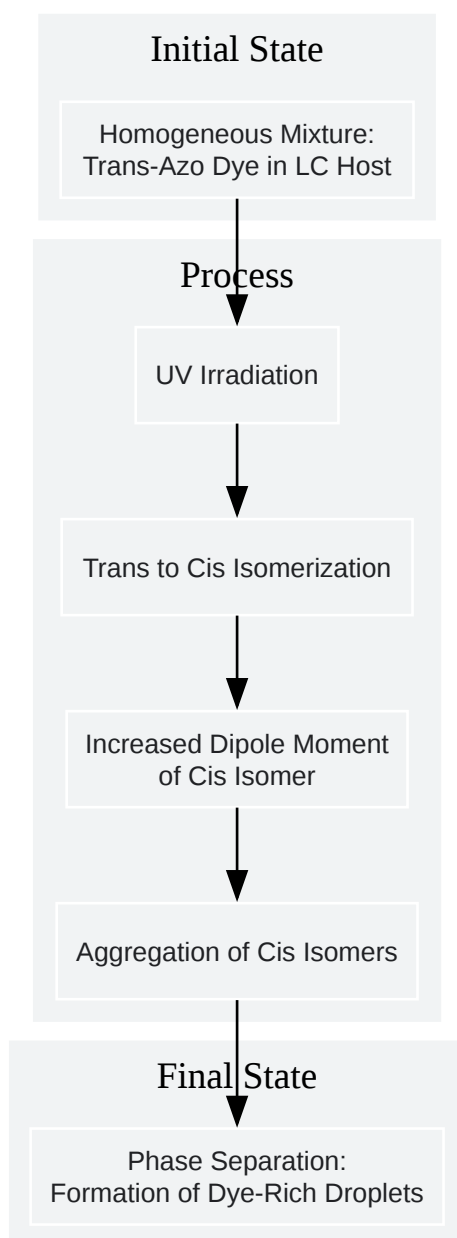 Initial State
Homogeneous Mixture:
Trans-Azo Dye in LC Host
Process
UV Irradiation
Trans to Cis Isomerization
Increased Dipole Moment
of Cis Isomer
Aggregation of Cis Isomers
Final State
Phase Separation:
Formation of Dye-Rich Droplets